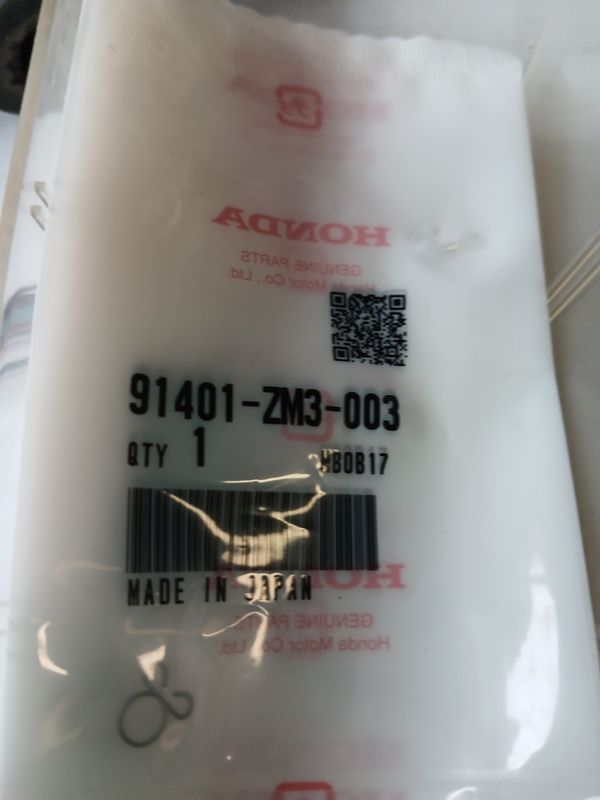 HONDA
GENUINE PARTS
Honda Motor Co., Ltd.
91401-ZM3-003
QTY 1
MADE IN JAPAN
HONDA
GENUINE PARTS
Honda Motor Co., Ltd.